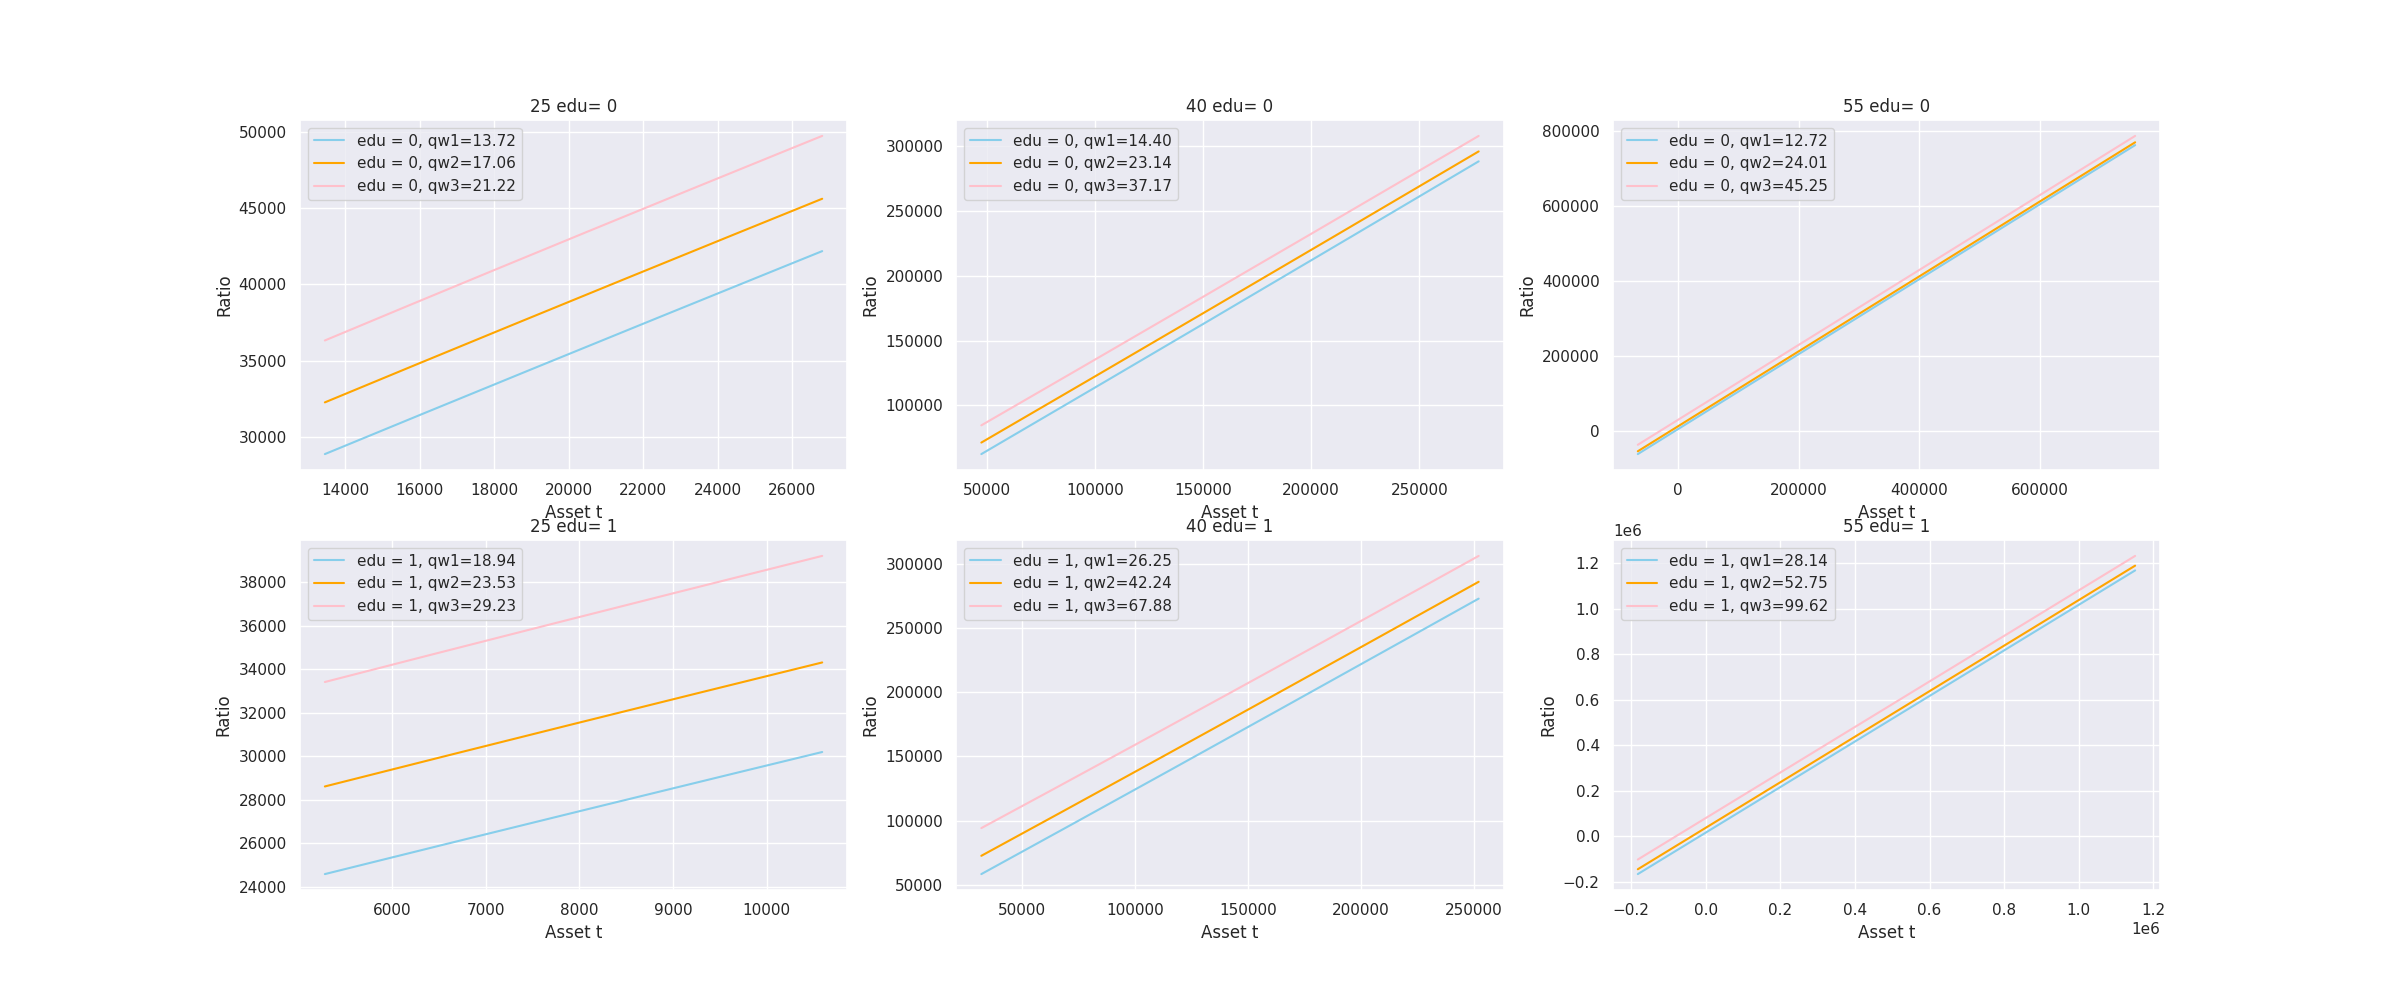 25 edu= 0
50000
45000
40000
35000
30000
Ratio
edu = 0, qw1=13.72
edu = 0, qw2=17.06
edu = 0, qw3=21.22
14000 16000 18000 20000 22000 24000 26000
Asset t
40 edu= 0
300000
250000
200000
150000
100000
Ratio
edu = 0, qw1=14.40
edu = 0, qw2=23.14
edu = 0, qw3=37.17
50000 100000 150000 200000 250000
Asset t
55 edu= 0
800000
600000
400000
200000
0
Ratio
edu = 0, qw1=12.72
edu = 0, qw2=24.01
edu = 0, qw3=45.25
0 200000 400000 600000
Asset t
25 edu= 1
38000
36000
34000
32000
30000
28000
26000
24000
Ratio
edu = 1, qw1=18.94
edu = 1, qw2=23.53
edu = 1, qw3=29.23
6000 7000 8000 9000 10000
Asset t
40 edu= 1
300000
250000
200000
150000
100000
50000
Ratio
edu = 1, qw1=26.25
edu = 1, qw2=42.24
edu = 1, qw3=67.88
50000 100000 150000 200000 250000
Asset t
55 edu= 1
1e6
1.2
1.0
0.8
0.6
0.4
0.2
0.0
−0.2
Ratio
edu = 1, qw1=28.14
edu = 1, qw2=52.75
edu = 1, qw3=99.62
−0.2 0.0 0.2 0.4 0.6 0.8 1.0 1.2
1e6
Asset t